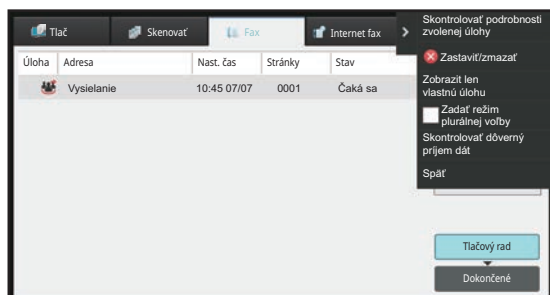 Tlač
Skenovať
Fax
Internet fax
Úloha Adresa Nast. čas Stránky Stav
Vysielanie 10:45 07/07 0001 Čaká sa
Skontrolovať podrobnosti
zvolenej úlohy
Zastaviť/zmazať
Zobrazit len
vlastnú úlohu
Zadať režim
plurálnej voľby
Skontrolovať dôverný
príjem dát
Späť
Tlačový rad
Dokončené